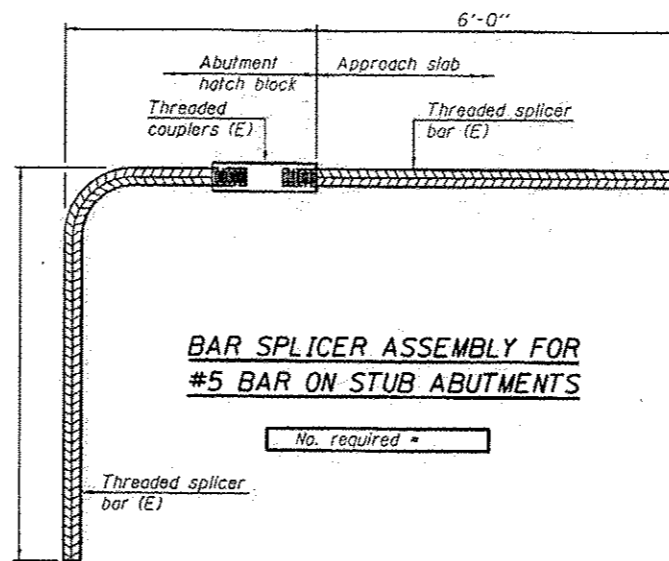 6'-0"
Abutment
hatch block
Approach slab
Threaded
couplers (E)
Threaded splicer
bar (E)
BAR SPLICER ASSEMBLY FOR
#5 BAR ON STUB ABUTMENTS
No. required =
Threaded splicer
bar (E)